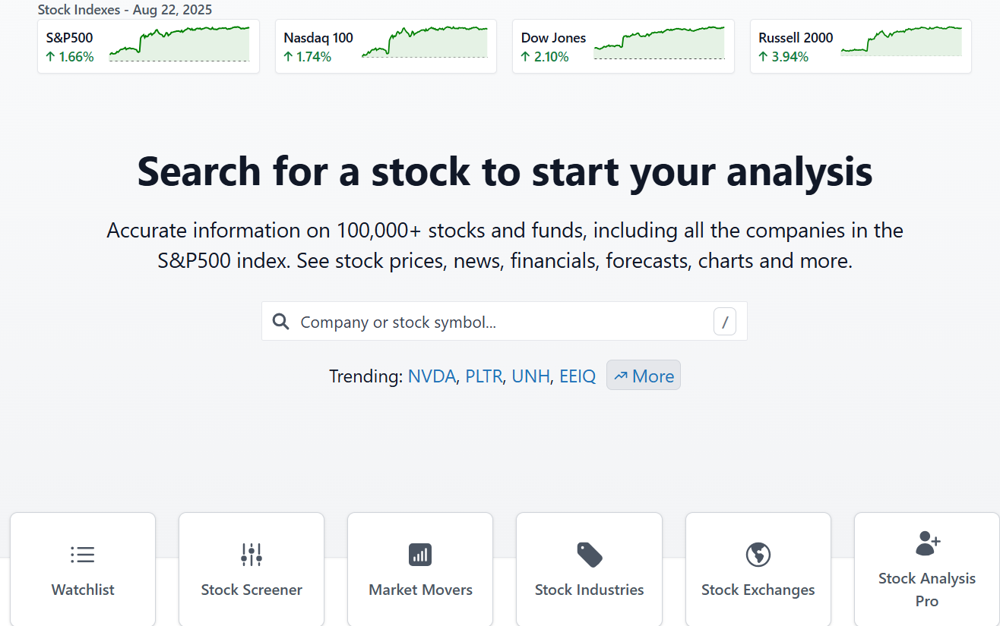 Stock Indexes - Aug 22, 2025
S&P500
↑ 1.66%
Nasdaq 100
↑ 1.74%
Dow Jones
↑ 2.10%
Russell 2000
↑ 3.94%
Search for a stock to start your analysis
Accurate information on 100,000+ stocks and funds, including all the companies in the
S&P500 index. See stock prices, news, financials, forecasts, charts and more.
Company or stock symbol... /
Trending: NVDA, PLTR, UNH, EEIQ More
Watchlist
Stock Screener
Market Movers
Stock Industries
Stock Exchanges
Stock Analysis
Pro